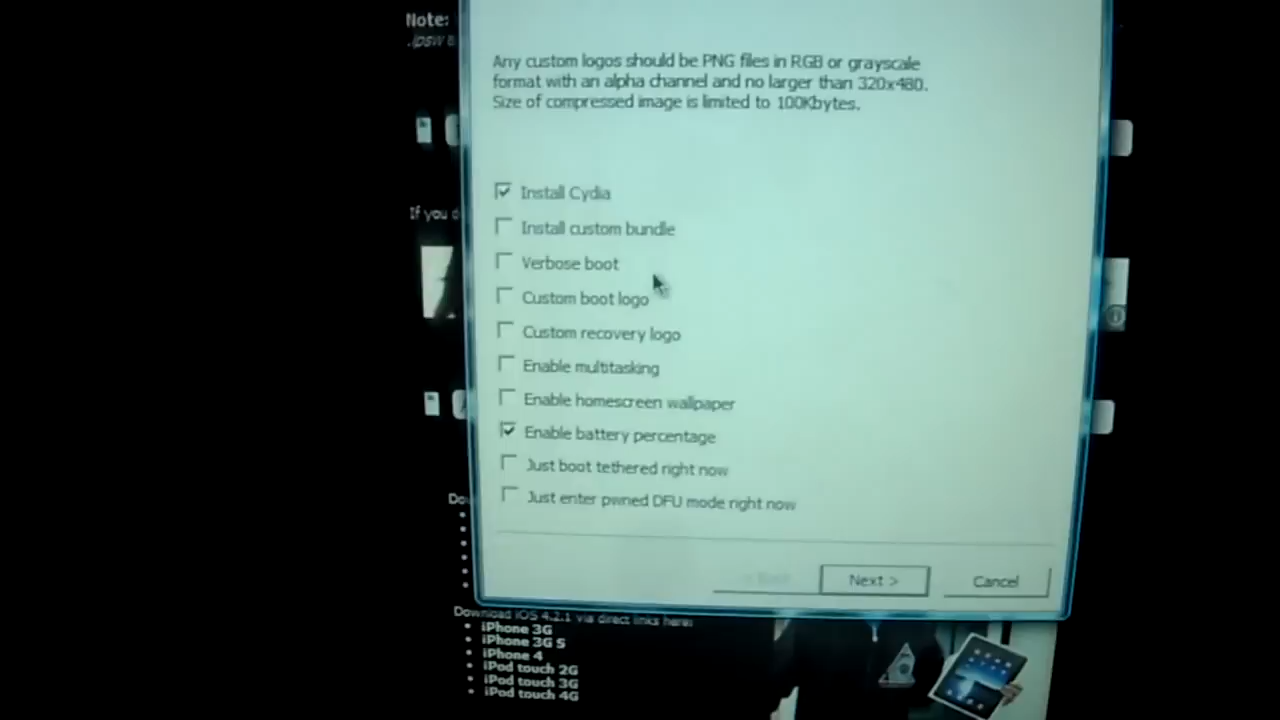 Note:
.ipsw
Any custom logos should be PNG files in RGB or grayscale
format with an alpha channel and no larger than 320x480.
Size of compressed image is limited to 100Kbytes.
Install Cydia
If you
Install custom bundle
Verbose boot
Custom boot logo
Custom recovery logo
Enable multitasking
Enable homescreen wallpaper
Enable battery percentage
Just boot tethered right now
Just enter pwned DFU mode right now
< Back
Next >
Cancel
Download iOS 4.2.1 via direct links here:
• iPhone 3G
• iPhone 3G S
• iPhone 4
• iPod touch 2G
• iPod touch 3G
• iPod touch 4G